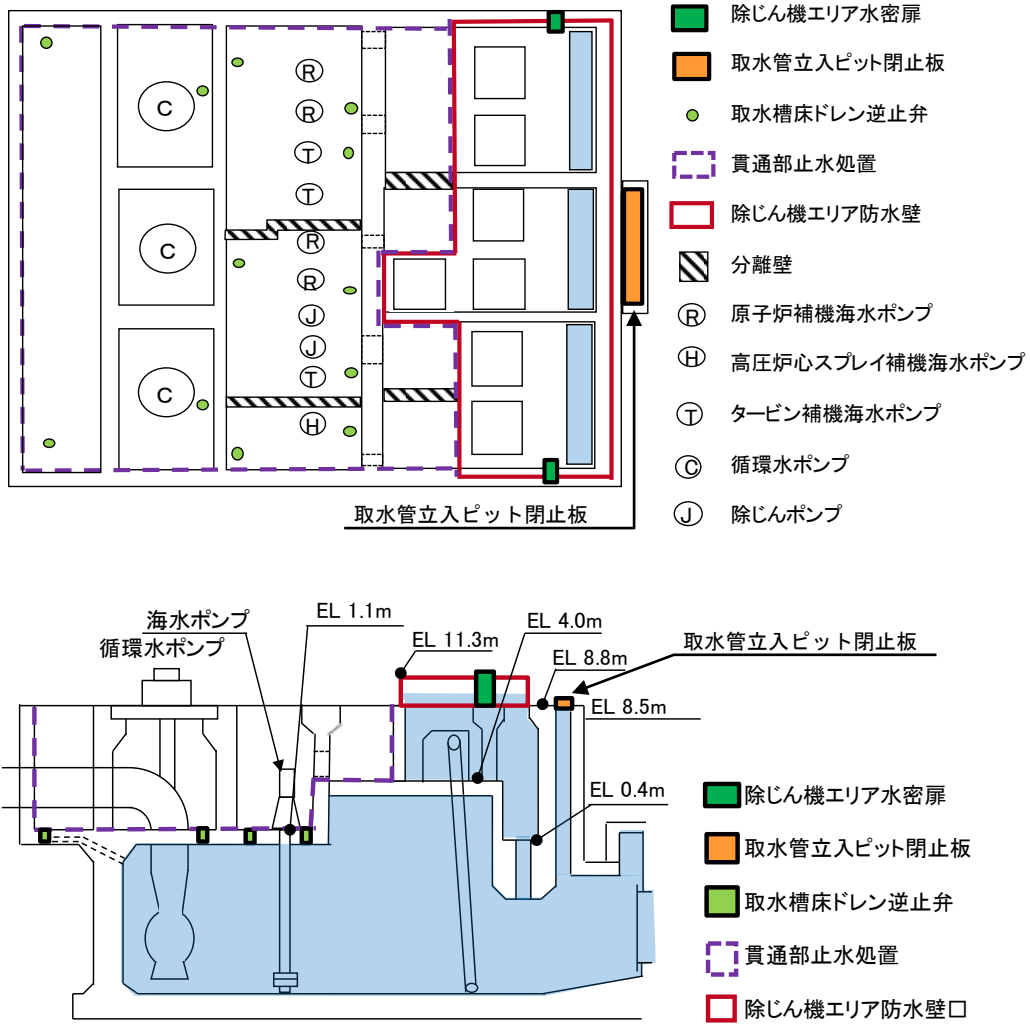 除じん機エリア水密扉
取水管立入ピット閉止板
取水槽床ドレン逆止弁
貫通部止水処置
除じん機エリア防水壁
分離壁
R 原子炉補機海水ポンプ
H 高圧炉心スプレイ補機海水ポンプ
T タービン補機海水ポンプ
C 循環水ポンプ
J 除じんポンプ
C
C
C
R
R
T
T
R
R
J
J
T
H
取水管立入ピット閉止板
海水ポンプ
循環水ポンプ
EL 1.1m
EL 11.3m
EL 4.0m
EL 8.8m
取水管立入ピット閉止板
EL 8.5m
EL 0.4m
除じん機エリア水密扉
取水管立入ピット閉止板
取水槽床ドレン逆止弁
貫通部止水処置
除じん機エリア防水壁口